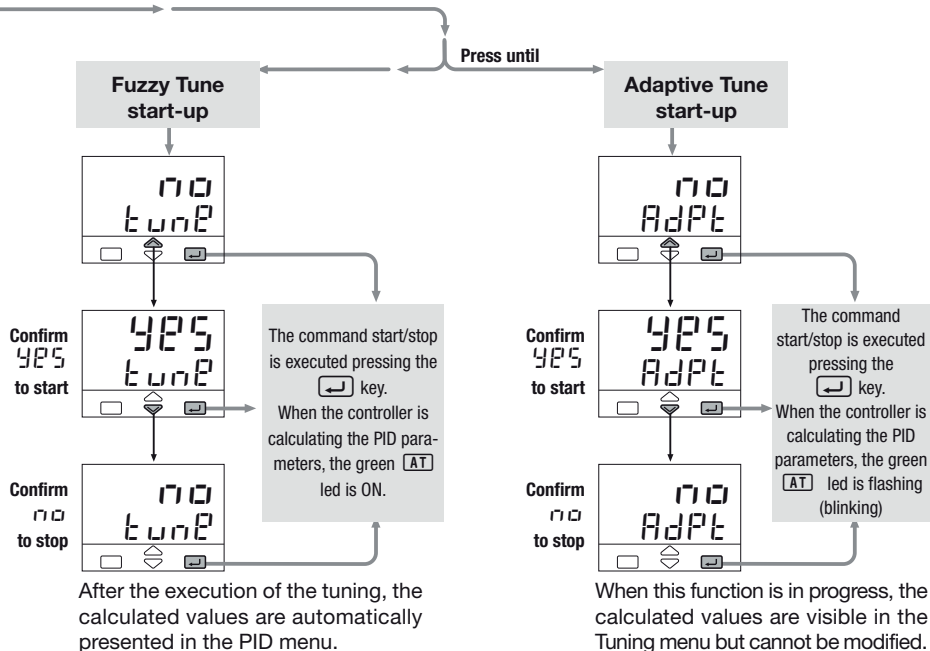 Press until
Fuzzy Tune
start-up
no
tune
Confirm
yes
to start
yes
tune
The command start/stop
is executed pressing the
key.
When the controller is
calculating the PID para-
meters, the green AT
led is ON.
Confirm
no
to stop
no
tune
After the execution of the tuning, the
calculated values are automatically
presented in the PID menu.
Adaptive Tune
start-up
no
AdPt
Confirm
yes
to start
yes
AdPt
The command
start/stop is executed
pressing the
key.
When the controller is
calculating the PID
parameters, the green
AT led is flashing
(blinking)
Confirm
no
to stop
no
AdPt
When this function is in progress, the
calculated values are visible in the
Tuning menu but cannot be modified.